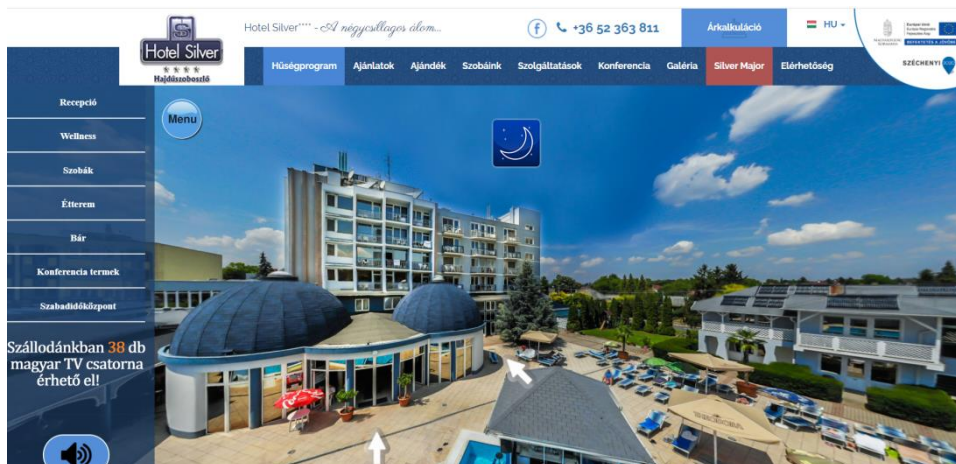 Hotel Silver**** - A négycsillagos álom...
+36 52 363 811
Árkalkuláció
HU
Hotel Silver
****
Hajdúszoboszló
Hűségprogram Ajánlatok Ajándék Szobáink Szolgáltatások Konferencia Galéria Silver Major Elérhetőség
SZÉCHENYI
Recepció
Wellness
Szobák
Étterem
Bár
Konferencia termek
Szabadidőközpont
Szállodánkban 38 db
magyar TV csatorna
érhető el!
Menu